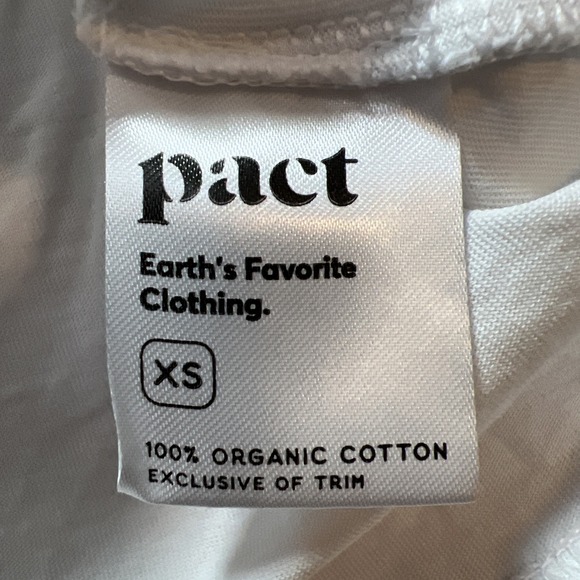 pact
Earth's Favorite
Clothing.
XS
100% ORGANIC COTTON
EXCLUSIVE OF TRIM